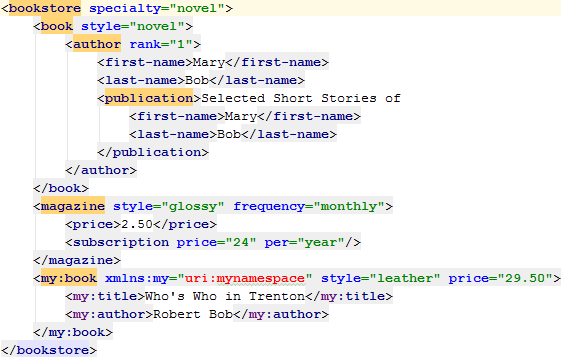 <bookstore specialty="novel">
<book style="novel">
<author rank="1">
<first-name>Mary</first-name>
<last-name>Bob</last-name>
<publication>Selected Short Stories of
<first-name>Mary</first-name>
<last-name>Bob</last-name>
</publication>
</author>
</book>
<magazine style="glossy" frequency="monthly">
<price>2.50</price>
<subscription price="24" per="year"/>
</magazine>
<my:book xmlns:my="uri:mynamespace" style="leather" price="29.50">
<my:title>Who's Who in Trenton</my:title>
<my:author>Robert Bob</my:author>
</my:book>
</bookstore>